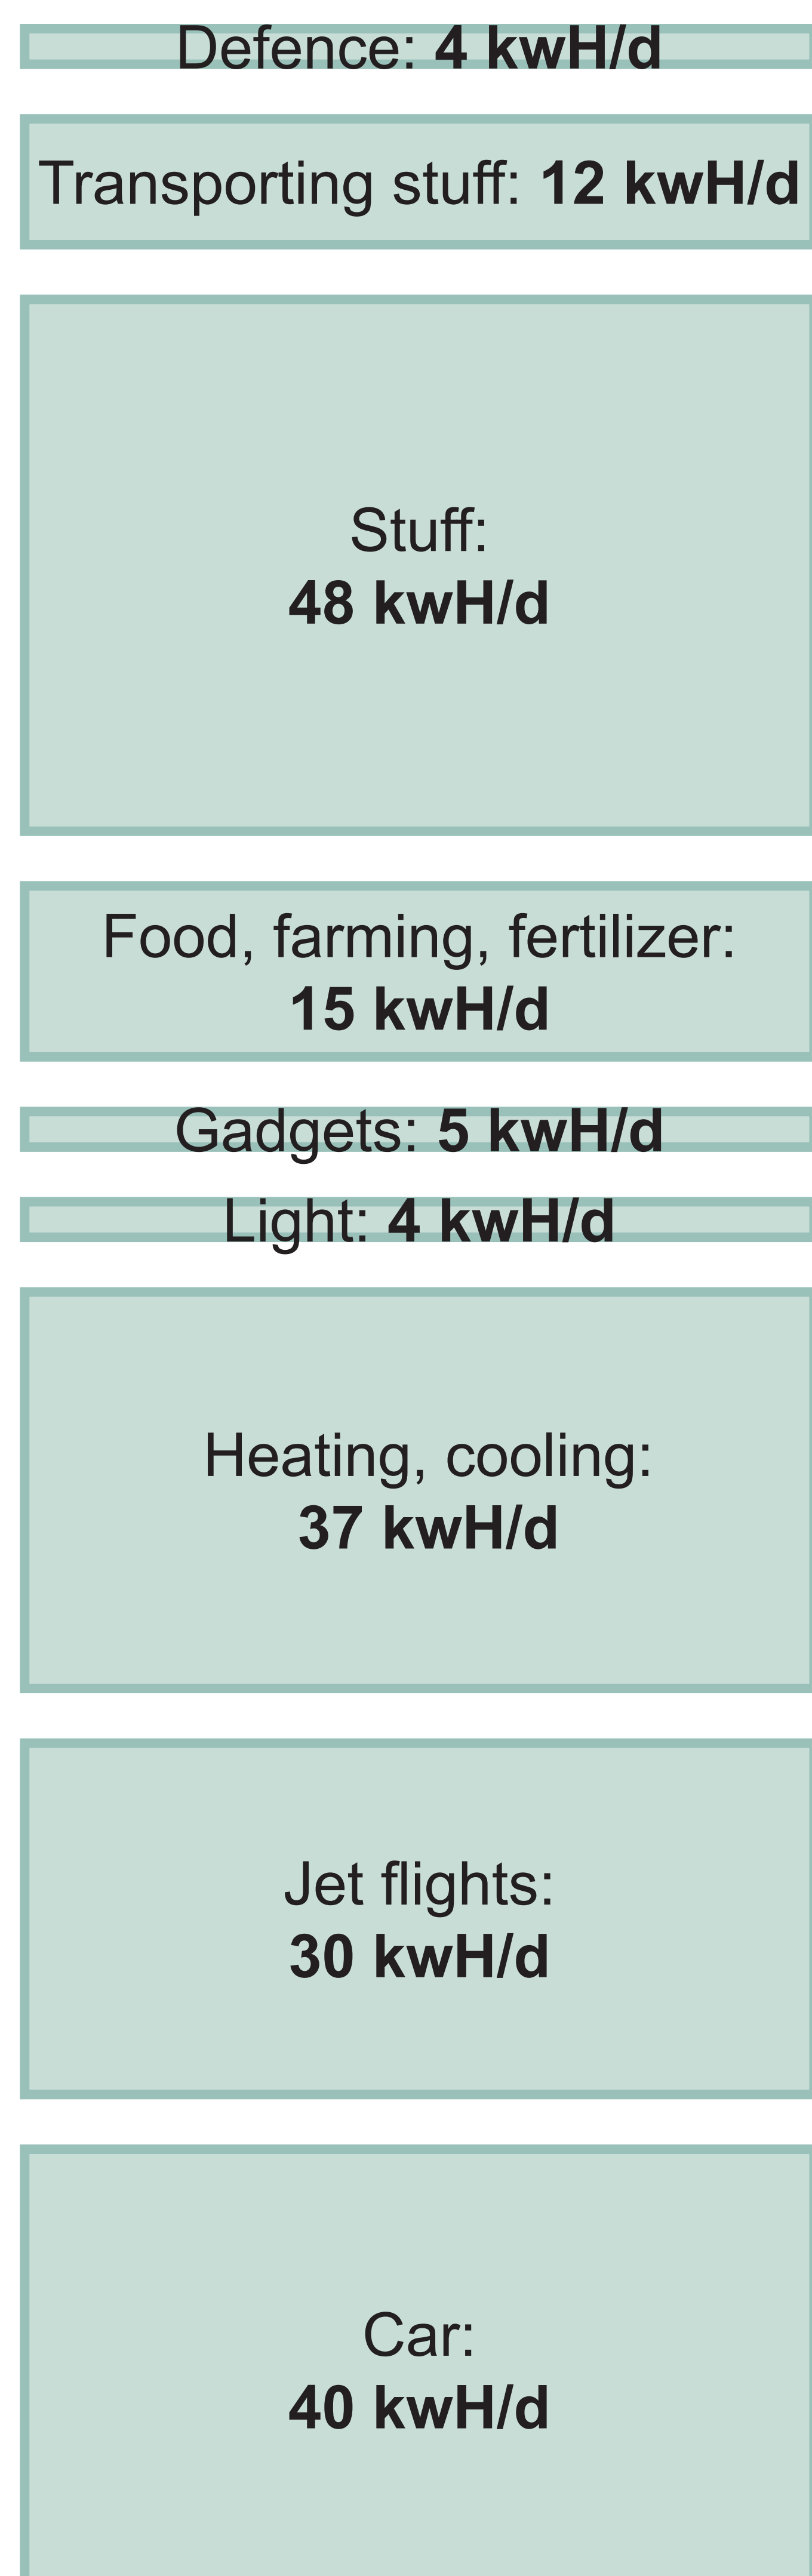 Defence: 4 kwH/d
Transporting stuff: 12 kwH/d
Stuff:
48 kwH/d
Food, farming, fertilizer:
15 kwH/d
Gadgets: 5 kwH/d
Light: 4 kwH/d
Heating, cooling:
37 kwH/d
Jet flights:
30 kwH/d
Car:
40 kwH/d